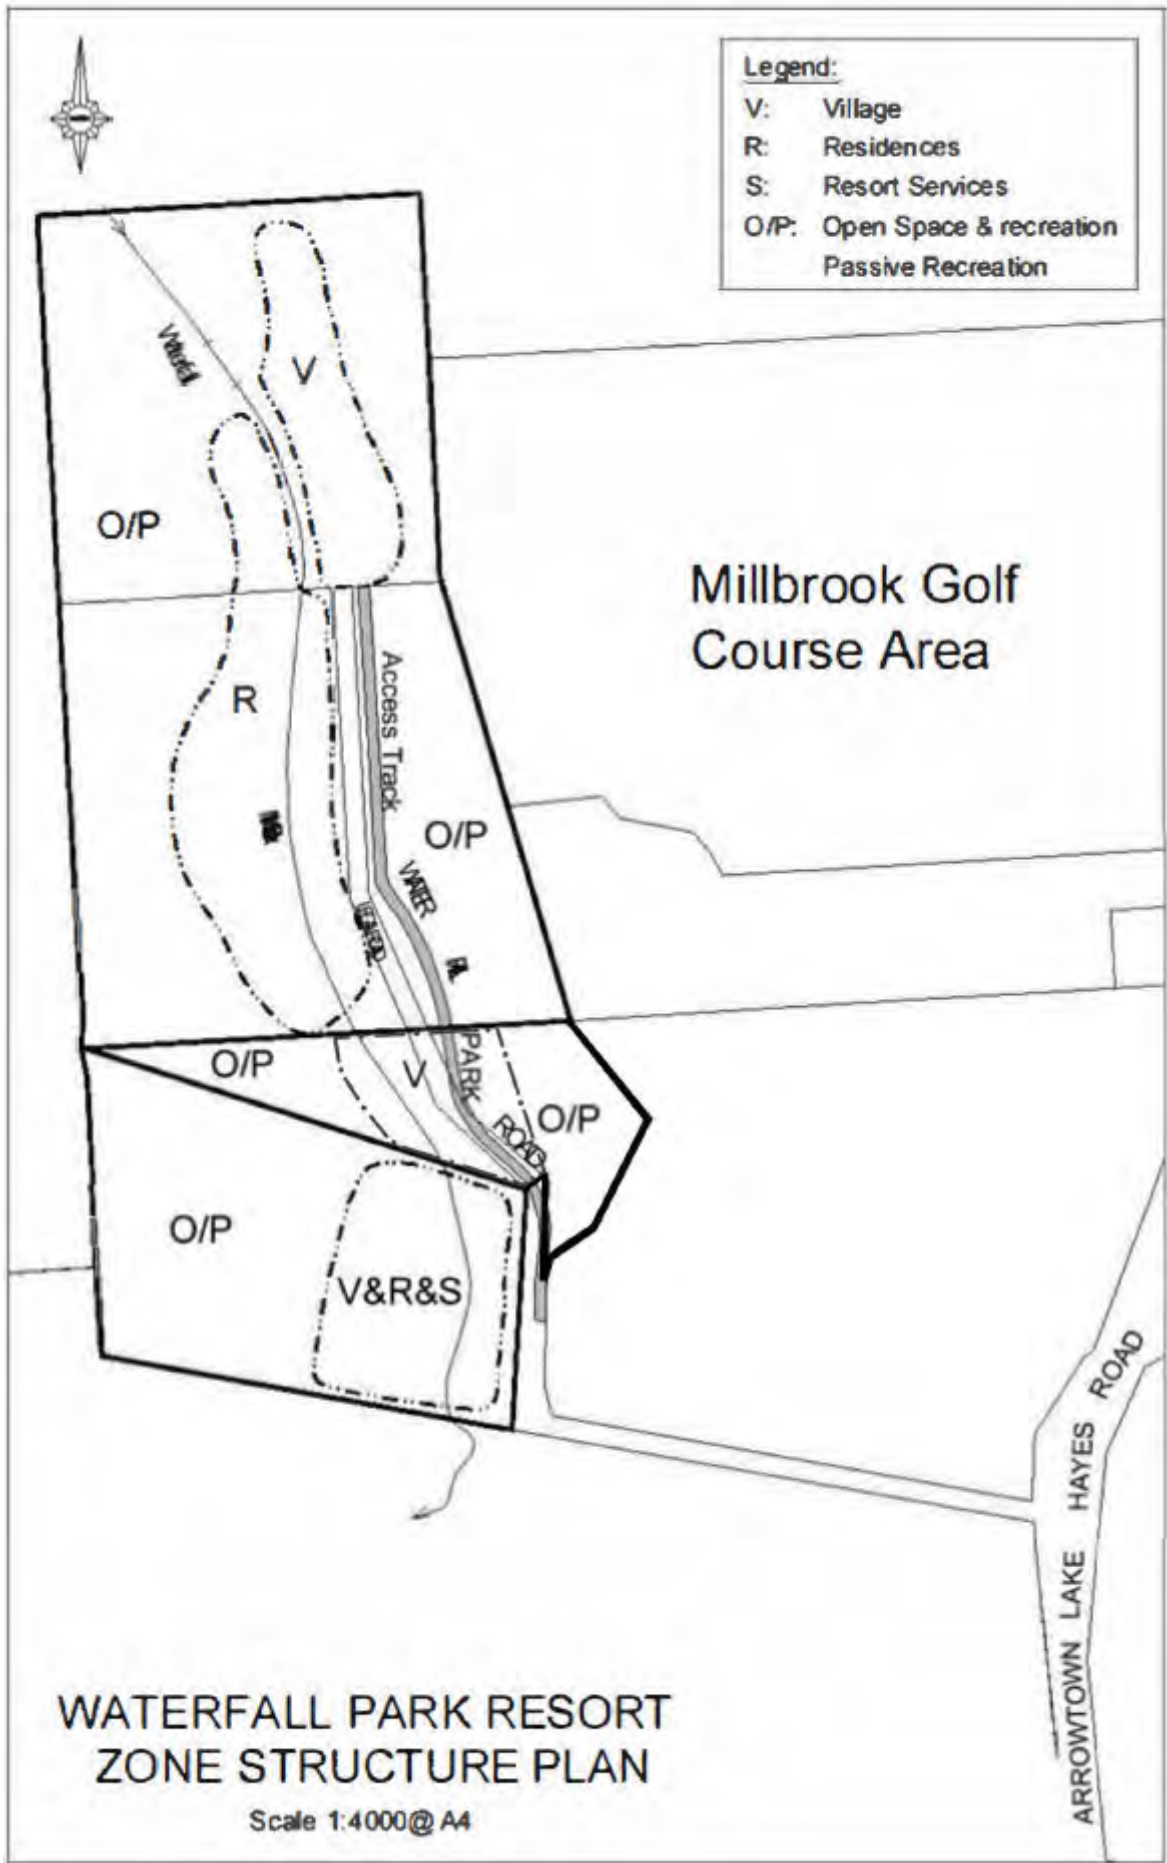 Legend:
V: Village
R: Residences
S: Resort Services
O/P: Open Space & recreation
Passive Recreation
Waterfall
V
O/P
Millbrook Golf
Course Area
R
Access Track
O/P
WATER
PARK
ROAD
O/P
V
O/P
O/P
V&R&S
ARROWTOWN LAKE HAYES ROAD
WATERFALL PARK RESORT
ZONE STRUCTURE PLAN
Scale 1:4000@ A4